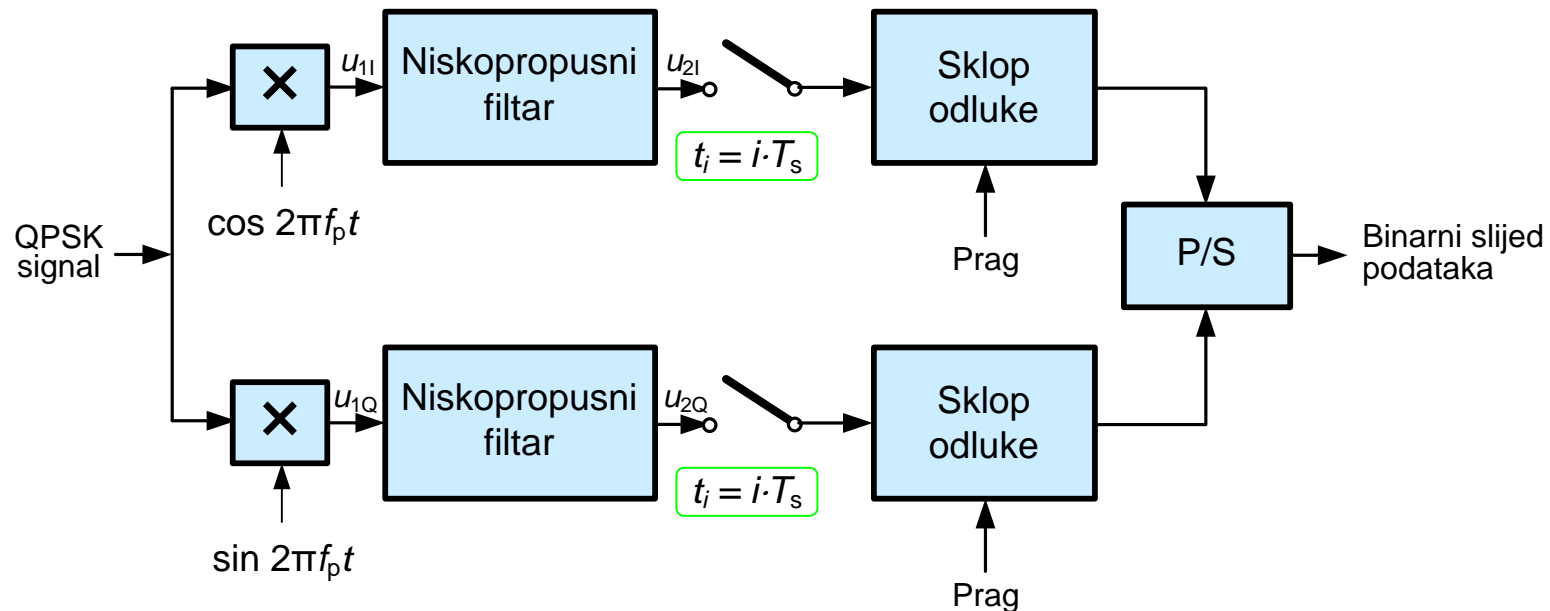 ×
u1I
Niskopropusni
filtar
u2I
ti = i·Ts
Sklop
odluke
cos 2πfpt
Prag
QPSK
signal
P/S
Binarni slijed
podataka
×
u1Q
Niskopropusni
filtar
u2Q
ti = i·Ts
Sklop
odluke
sin 2πfpt
Prag